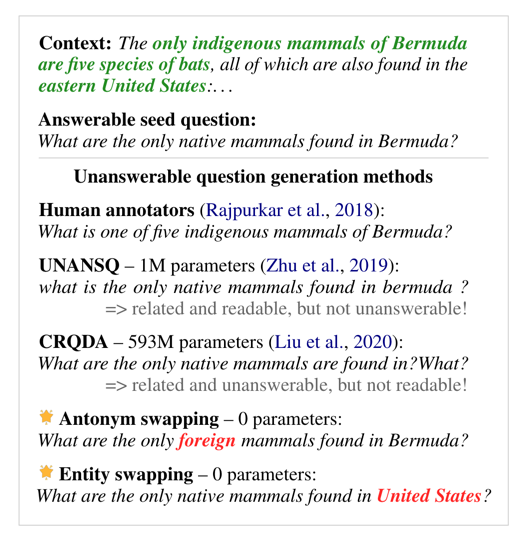 Context: The only indigenous mammals of Bermuda
are five species of bats, all of which are also found in the
eastern United States:...
Answerable seed question:
What are the only native mammals found in Bermuda?
Unanswerable question generation methods
Human annotators (Rajpurkar et al., 2018):
What is one of five indigenous mammals of Bermuda?
UNANSQ – 1M parameters (Zhu et al., 2019):
what is the only native mammals found in bermuda ?
=> related and readable, but not unanswerable!
CRQDA – 593M parameters (Liu et al., 2020):
What are the only native mammals are found in?What?
=> related and unanswerable, but not readable!
Antonym swapping – 0 parameters:
What are the only foreign mammals found in Bermuda?
Entity swapping – 0 parameters:
What are the only native mammals found in United States?